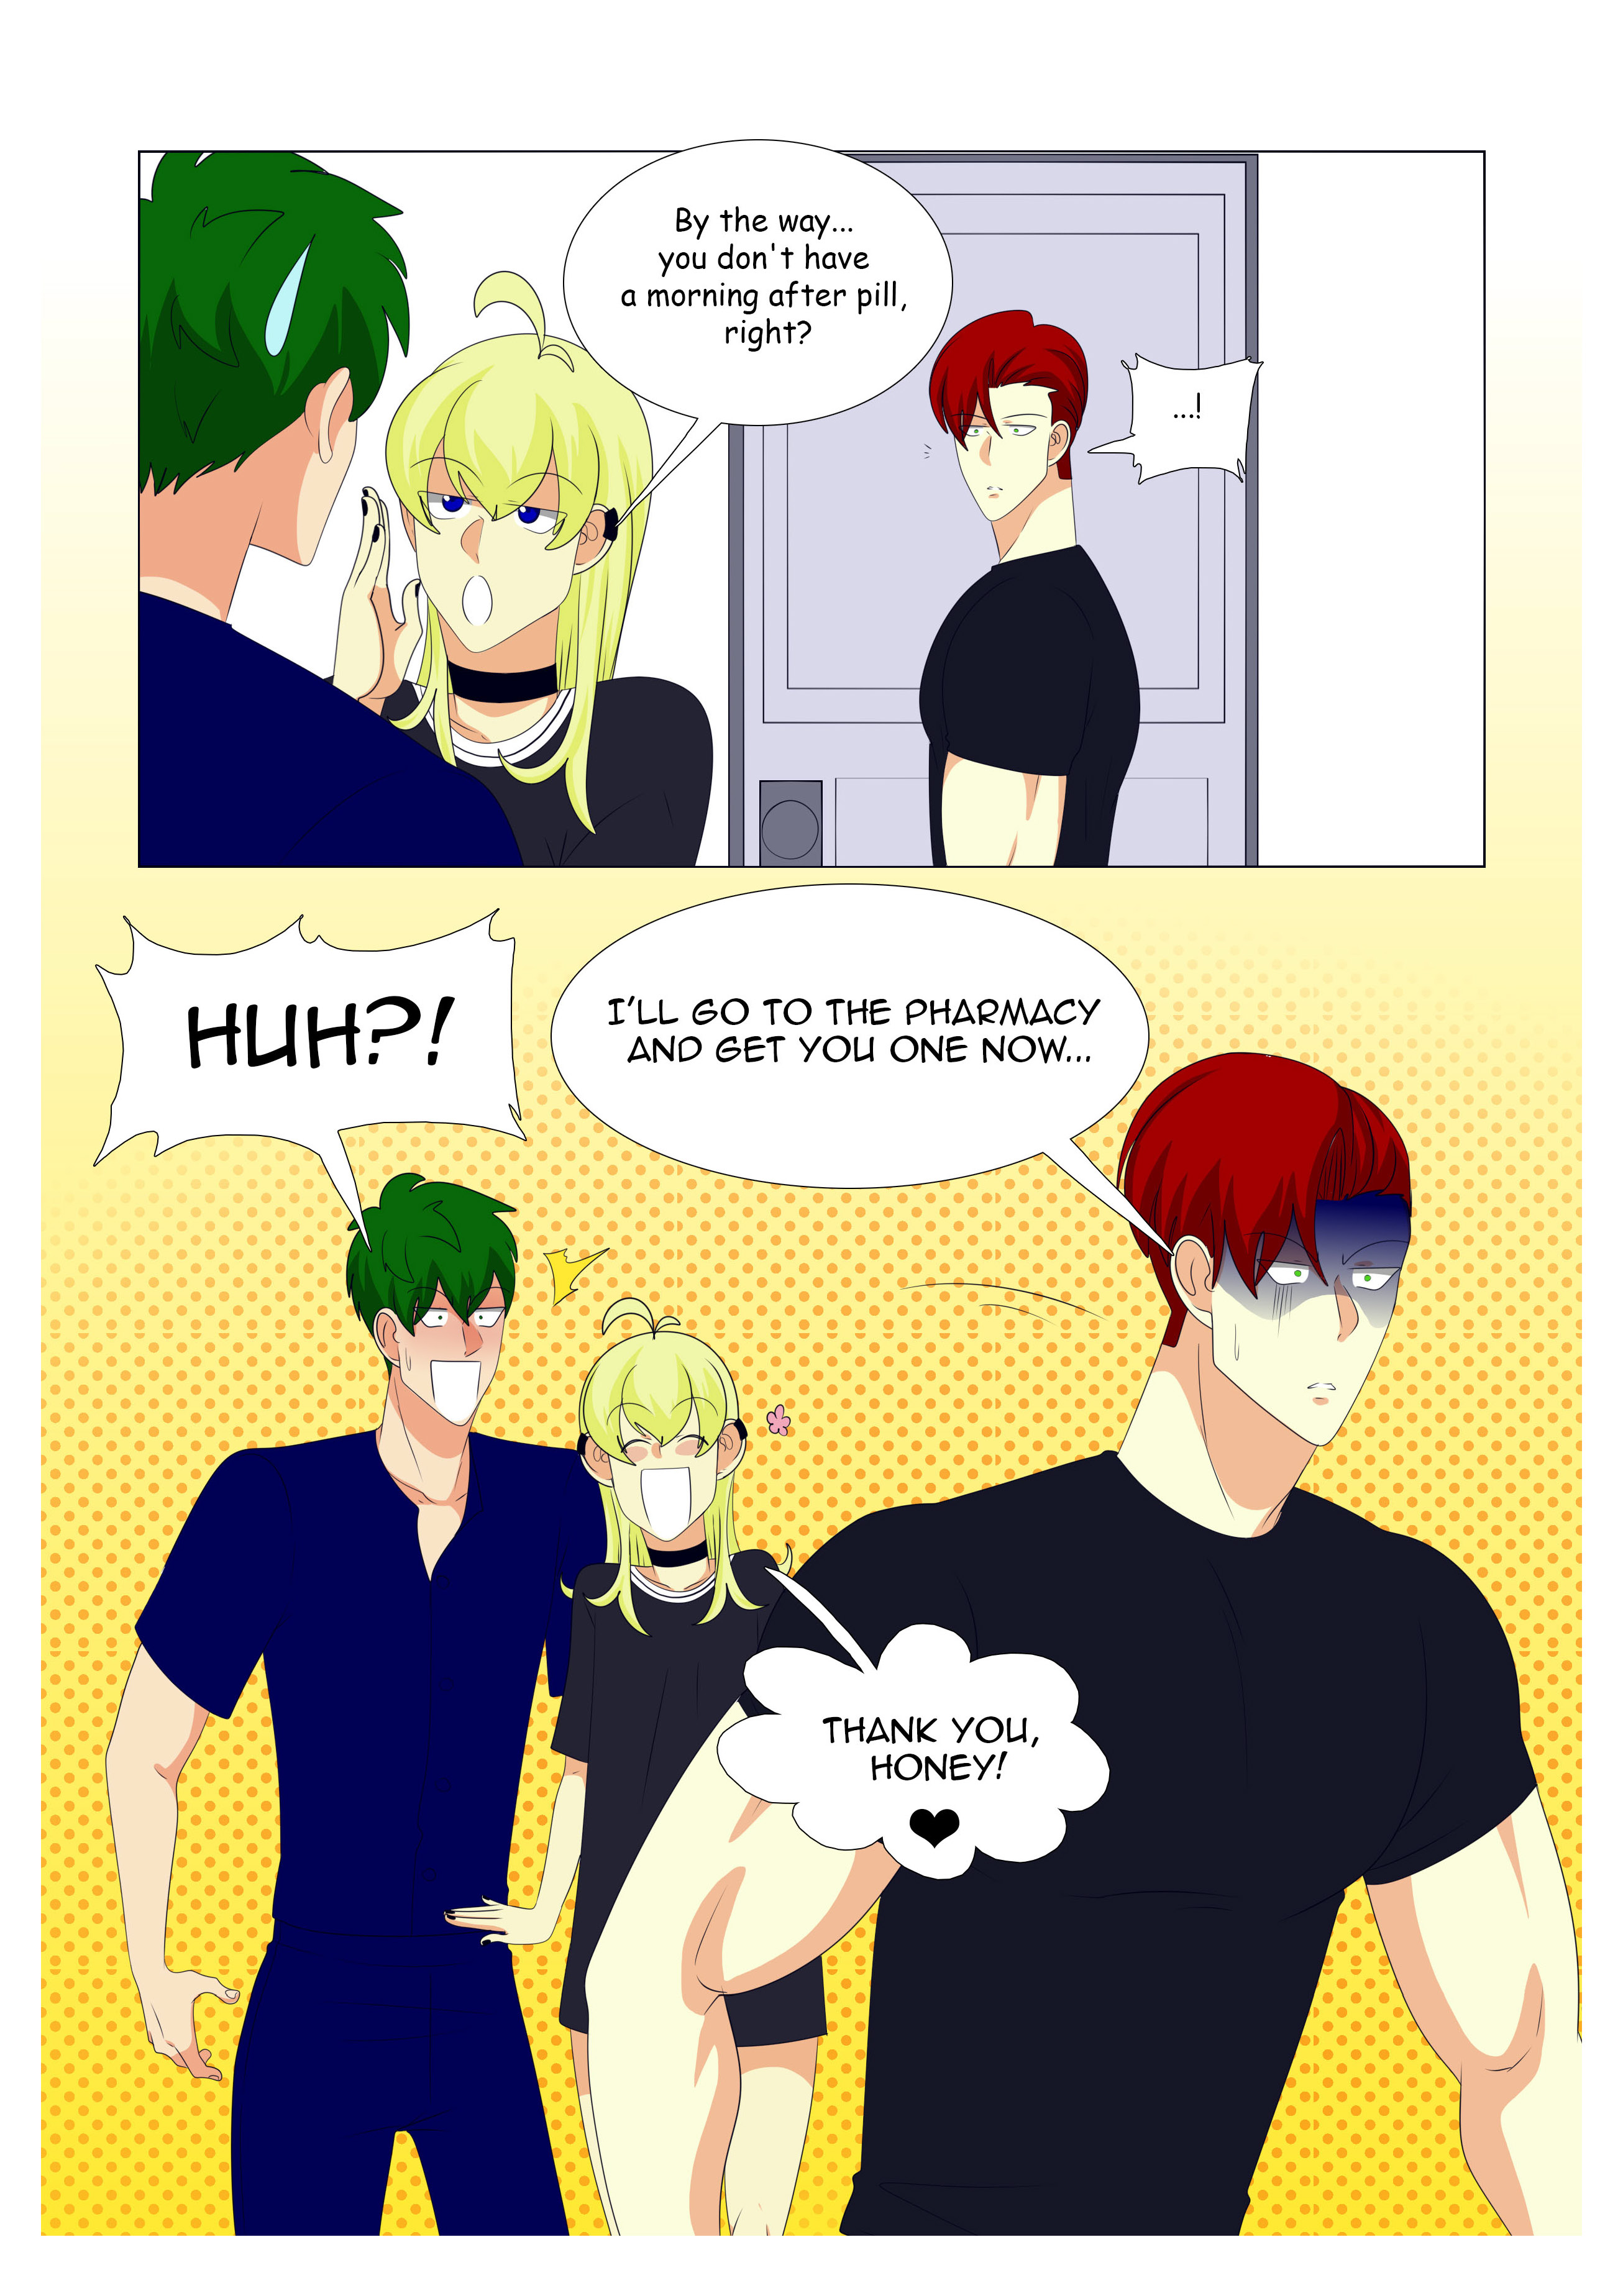 By the way...
you don't have
a morning after pill,
right?
...!
HUH?!
I'LL GO TO THE PHARMACY
AND GET YOU ONE NOW...
THANK YOU,
HONEY!